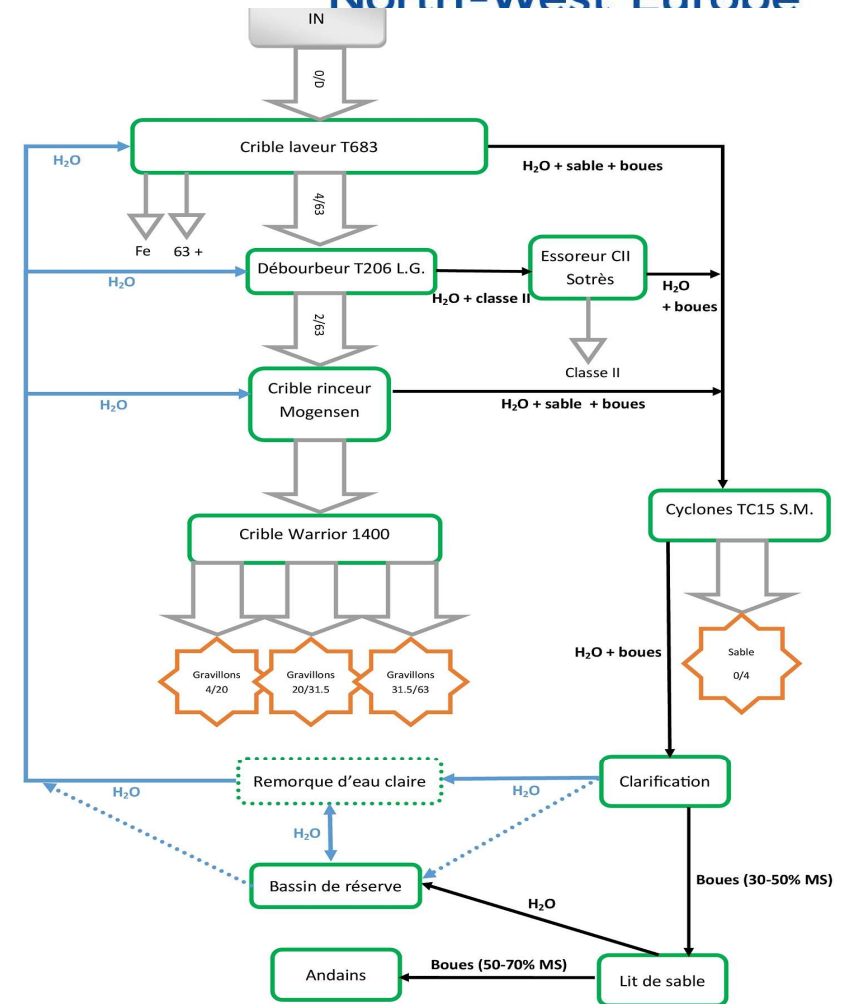 North-West Europe
IN
0/D
Crible laveur T683
H₂O
H₂O + sable + boues
4/63
Fe
63 +
Essoreur CII
Sotrès
Débourbeur T206 L.G.
H₂O
H₂O + classe II
H₂O
+ boues
2/63
Classe II
Crible rinceur
Mogensen
H₂O
H₂O + sable + boues
Cyclones TC15 S.M.
Crible Warrior 1400
H₂O + boues
Sable
0/4
Gravillons
4/20
Gravillons
20/31.5
Gravillons
31.5/63
Remorque d'eau claire
Clarification
H₂O
H₂O
H₂O
Boues (30-50% MS)
Bassin de réserve
H₂O
Boues (50-70% MS)
Andains
Lit de sable